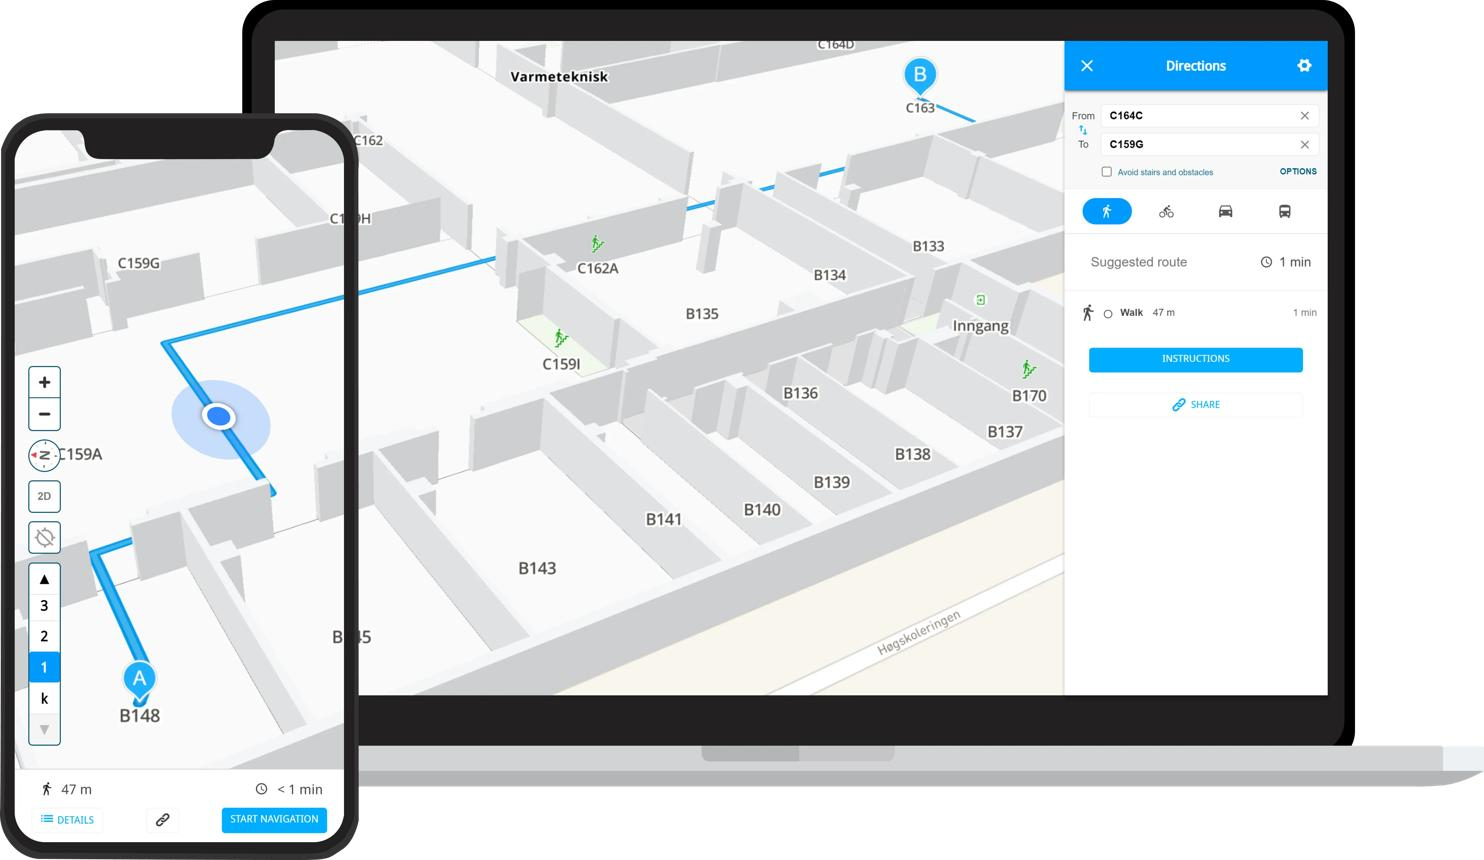 C164D
Varmeteknisk
B
C163
C162
C159G
C162A
B133
B134
B135
Inngang
C159I
B136
B170
B137
C159A
B138
B139
B140
B141
B143
B148
A
Høgskoleringen
+
−
N
2D
▲
3
2
1
k
▼
47 m
< 1 min
DETAILS
START NAVIGATION
Directions
From
C164C
To
C159G
Avoid stairs and obstacles
OPTIONS
Suggested route
1 min
Walk 47 m
1 min
INSTRUCTIONS
SHARE